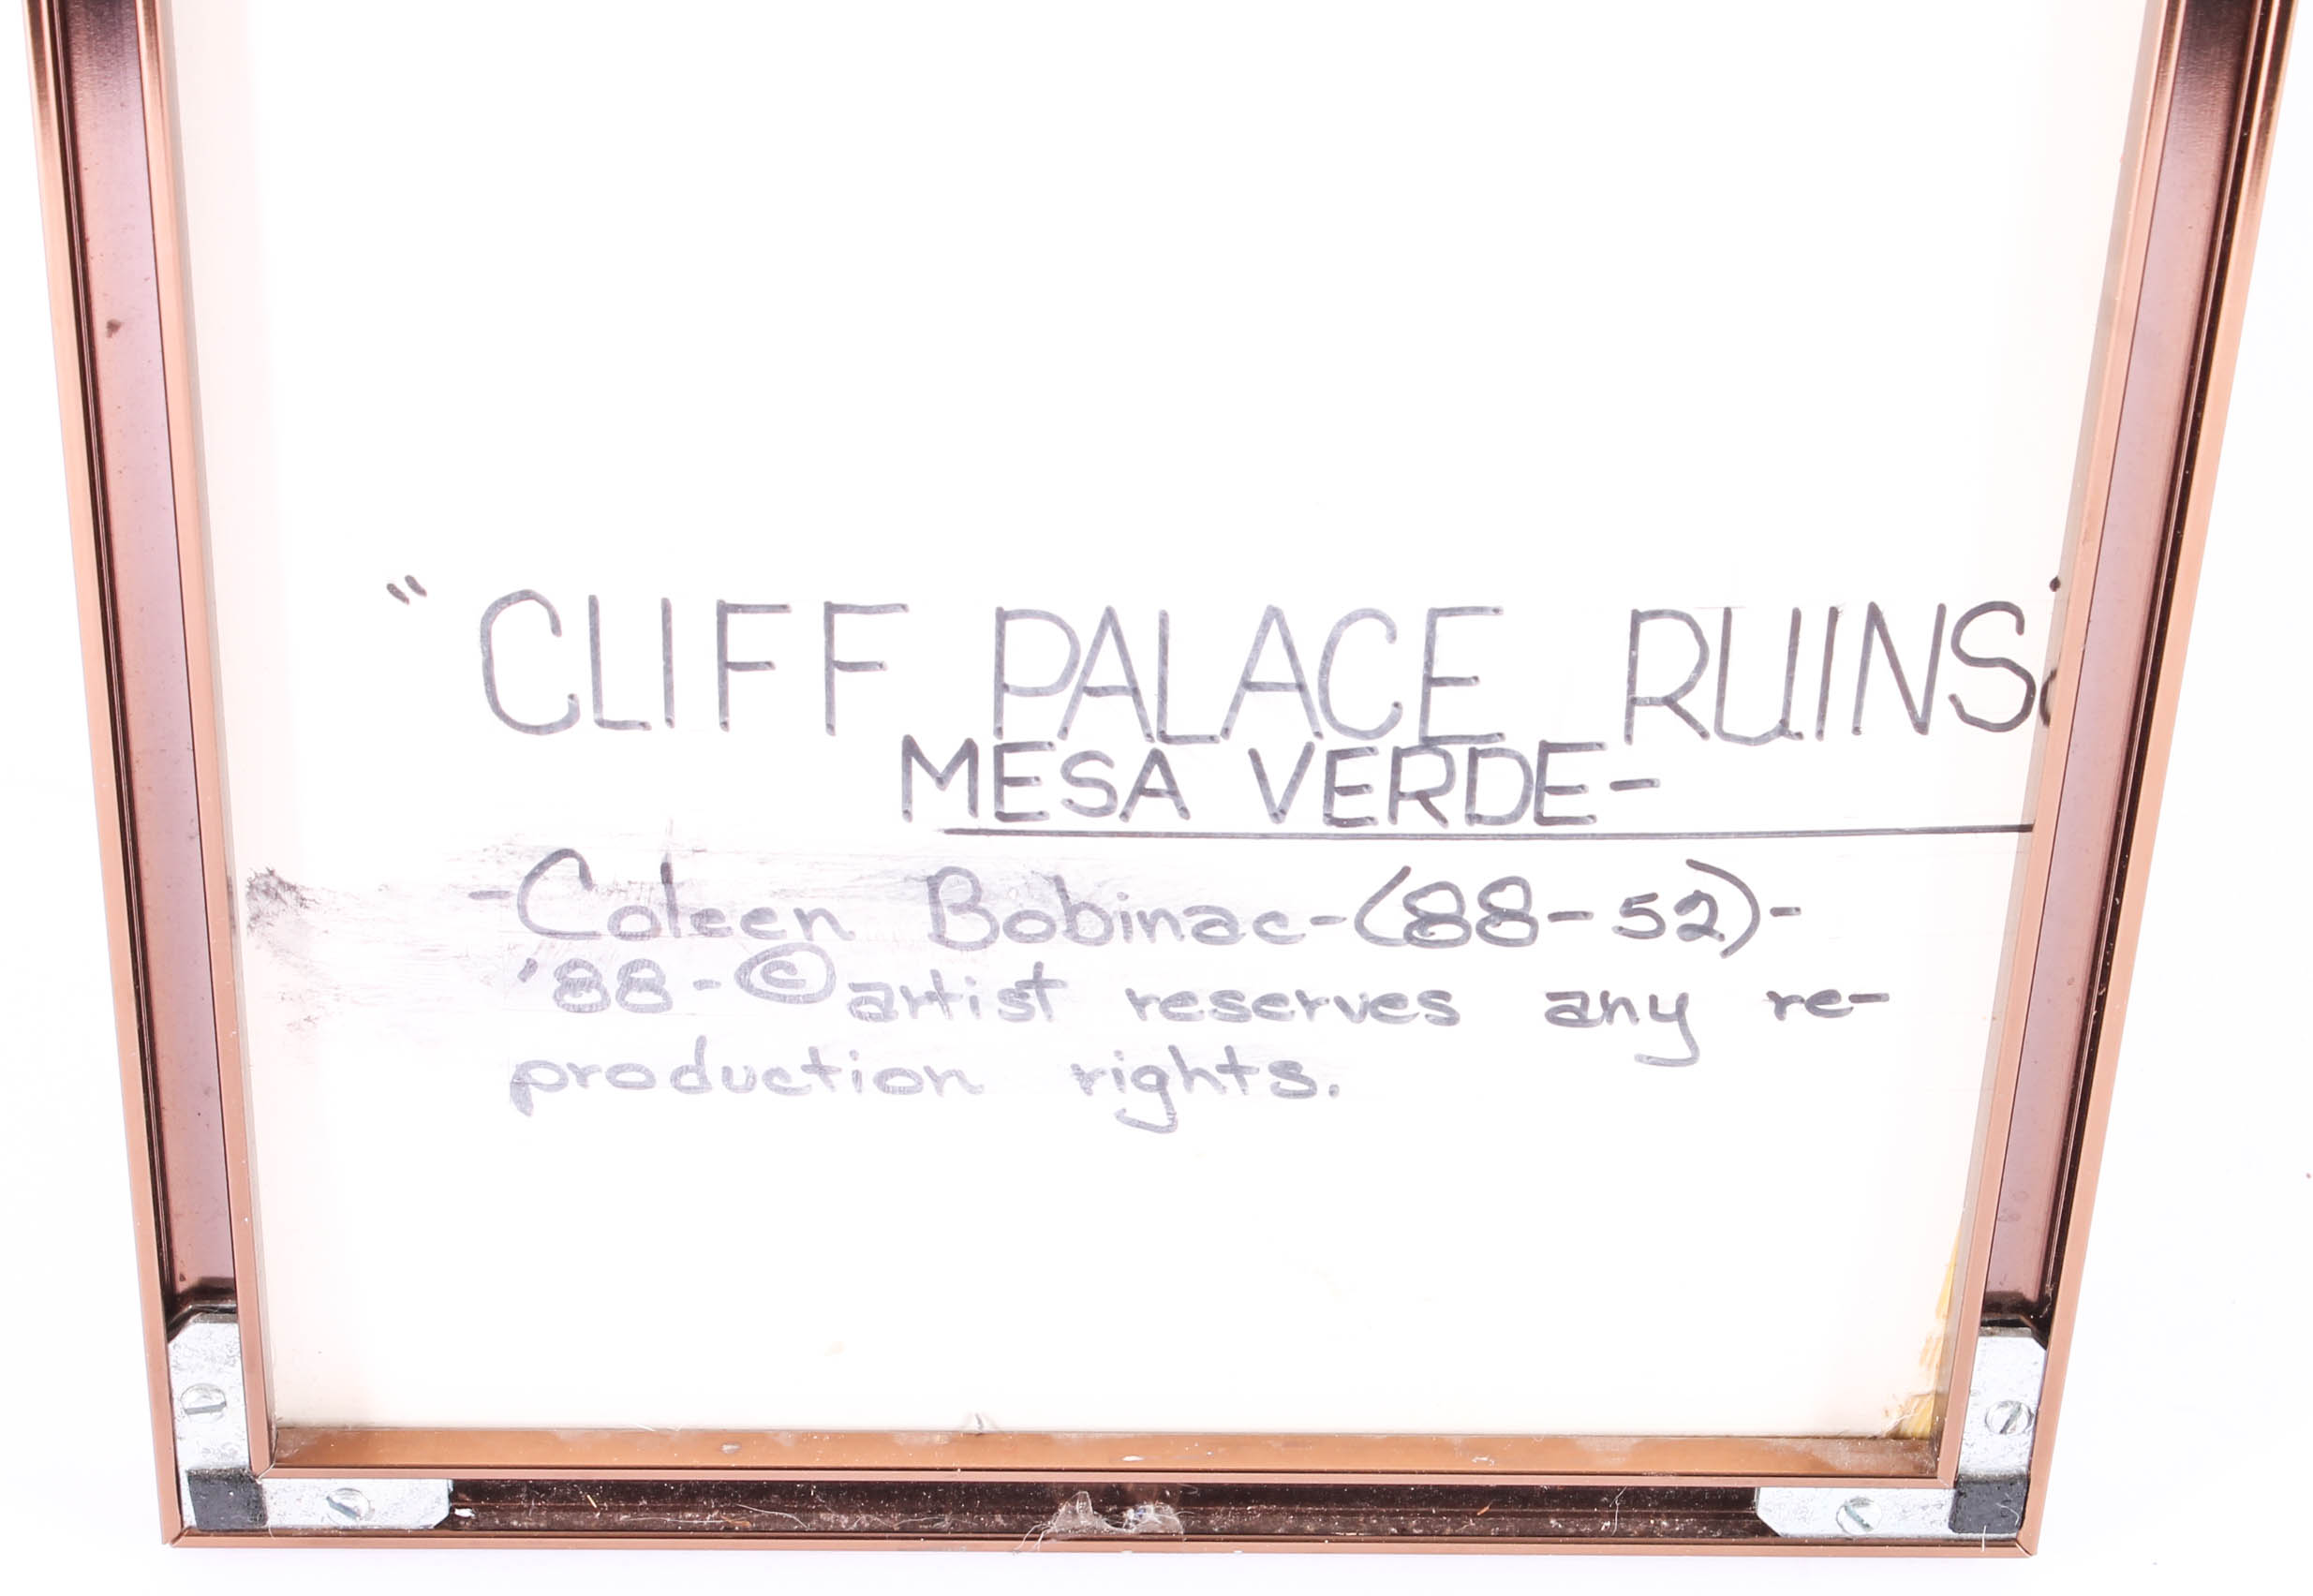 "CLIFF PALACE RUINS
MESA VERDE-
-Coleen Bobinac-(88-52)-
'88-©artist reserves any re-
production rights.